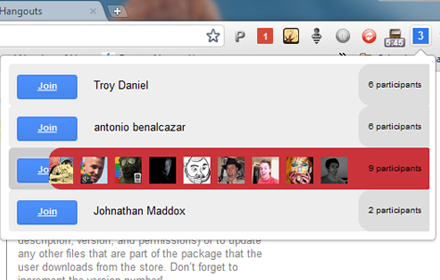 Hangouts
1
6:45
3
Join Troy Daniel 6 participants
Join antonio benalcazar 6 participants
Join 9 participants
Join Johnathan Maddox 2 participants
description, version, and permissions) or to update
any other files that are part of the package that the
user downloads from the store. Don't forget to
increment the version number!